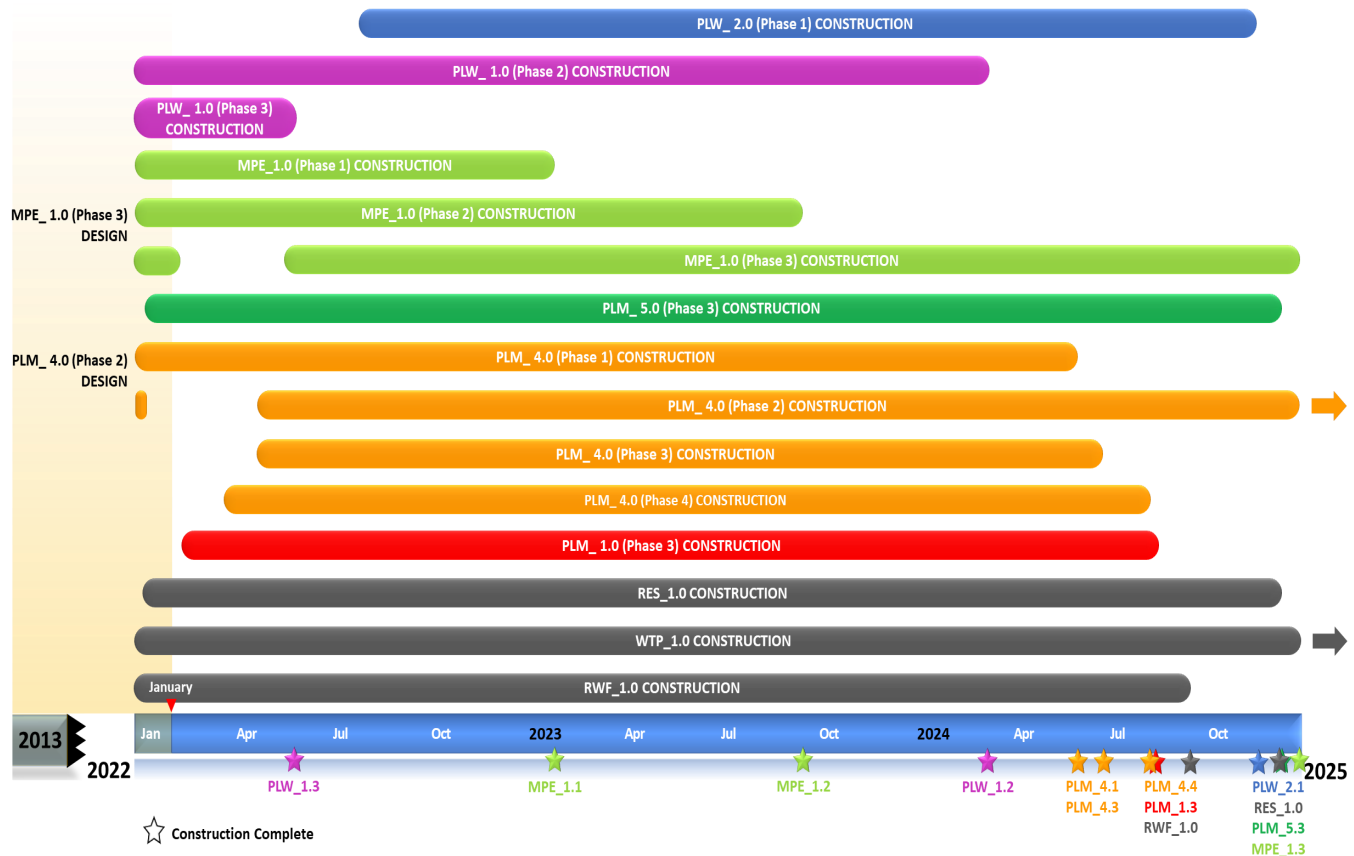 PLW_ 2.0 (Phase 1) CONSTRUCTION
PLW_ 1.0 (Phase 2) CONSTRUCTION
PLW_ 1.0 (Phase 3)
CONSTRUCTION
MPE_1.0 (Phase 1) CONSTRUCTION
MPE_ 1.0 (Phase 3)
DESIGN
MPE_1.0 (Phase 2) CONSTRUCTION
MPE_1.0 (Phase 3) CONSTRUCTION
PLM_ 5.0 (Phase 3) CONSTRUCTION
PLM_ 4.0 (Phase 2)
DESIGN
PLM_ 4.0 (Phase 1) CONSTRUCTION
PLM_ 4.0 (Phase 2) CONSTRUCTION
PLM_ 4.0 (Phase 3) CONSTRUCTION
PLM_ 4.0 (Phase 4) CONSTRUCTION
PLM_ 1.0 (Phase 3) CONSTRUCTION
RES_1.0 CONSTRUCTION
WTP_1.0 CONSTRUCTION
January
RWF_1.0 CONSTRUCTION
2013
Jan Apr Jul Oct 2023 Apr Jul Oct 2024 Apr Jul Oct
2022
2025
PLW_1.3 MPE_1.1 MPE_1.2 PLW_1.2 PLM_4.1 PLM_4.4 PLW_2.1
PLM_4.3 PLM_1.3 RES_1.0
RWF_1.0 PLM_5.3
MPE_1.3
Construction Complete